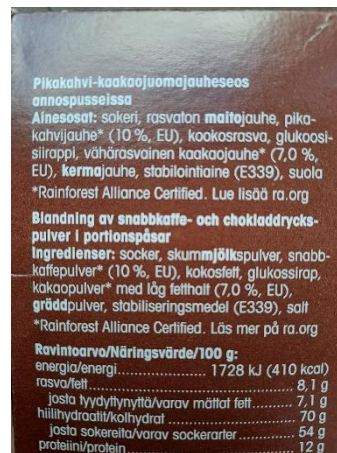 Pikakahvi-kaakaojuomajauheseos
annospusseissa
Ainesosat: sokeri, rasvaton maitojauhe, pika-
kahvijauhe* (10 %, EU), kookosrasva, glukoosi-
siirappi, vähärasvainen kaakaojauhe* (7,0 %,
EU), kermajauhe, stabilointiaine (E339), suola
*Rainforest Alliance Certified. Lue lisää ra.org
Blandning av snabbkaffe- och chokladdrycks-
pulver i portionspåsar
Ingredienser: socker, skummjölkspulver, snabb-
kaffepulver* (10 %, EU), kokosfett, glukossirap,
kakaopulver* med låg fetthalt (7,0 %, EU),
gräddpulver, stabiliseringsmedel (E339), salt
*Rainforest Alliance Certified. Läs mer på ra.org
Ravintoarvo/Näringsvärde/100 g:
energia/energi............ 1728 kJ (410 kcal)
rasva/fett............ 8,1 g
josta tyydyttynyttä/varav mättat fett............ 7,1 g
hiilihydraatit/kolhydrat............ 70 g
josta sokereita/varav sockerarter............ 54 g
proteiini/protein............ 12 g